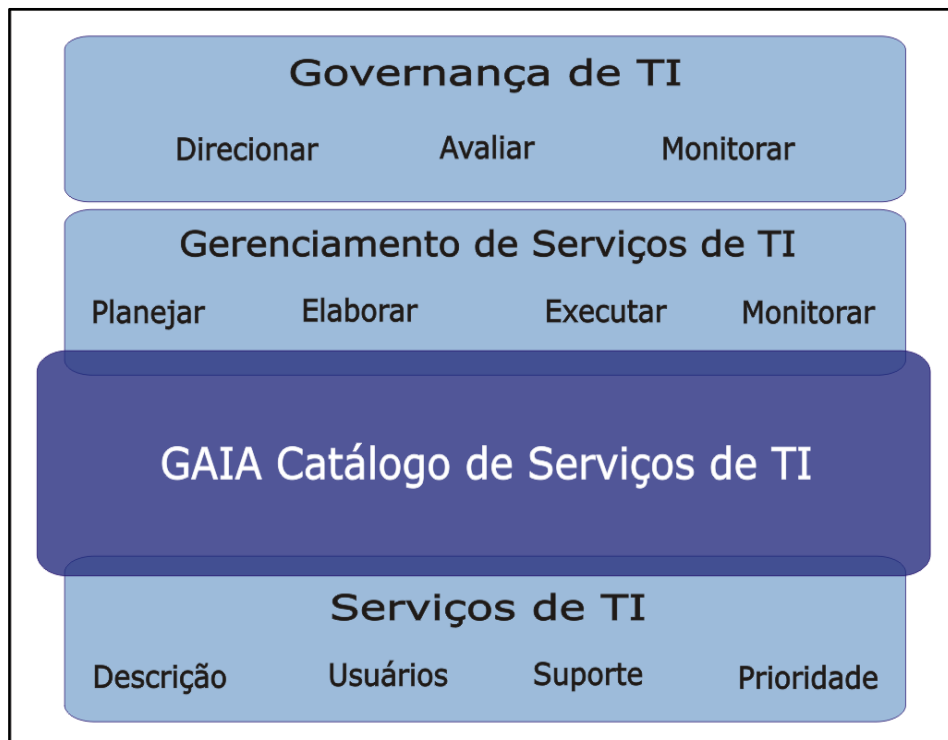 Governança de TI
Direcionar Avaliar Monitorar
Gerenciamento de Serviços de TI
Planejar Elaborar Executar Monitorar
GAIA Catálogo de Serviços de TI
Serviços de TI
Descrição Usuários Suporte Prioridade